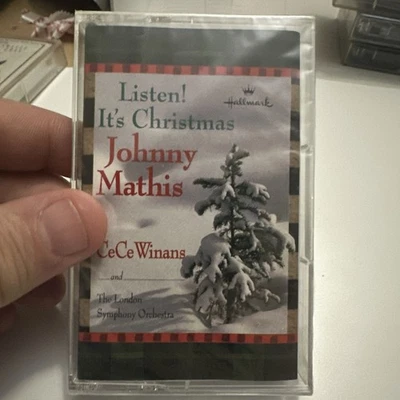 Listen!
It's Christmas
Hallmark
Johnny
Mathis
CeCe Winans
and
The London
Symphony Orchestra